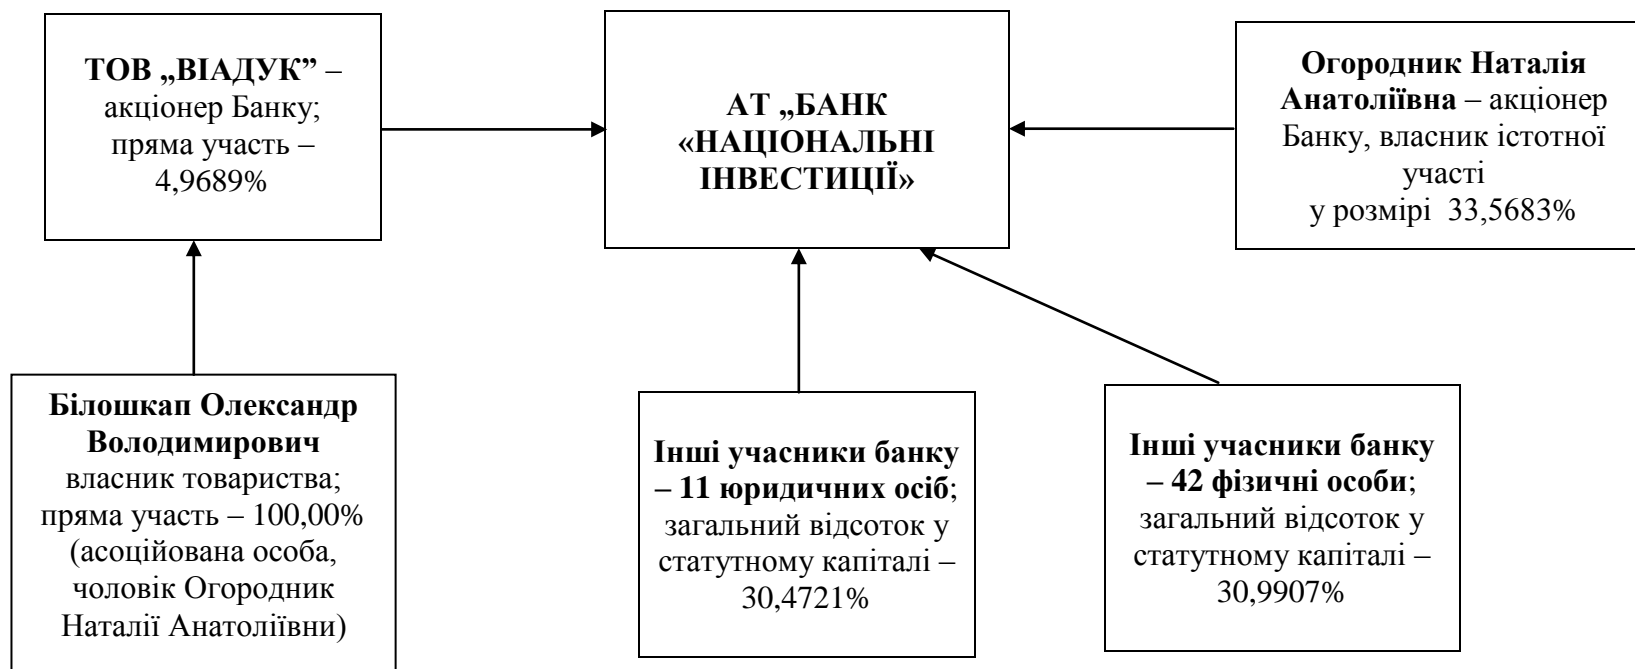 ТОВ „ВІАДУК” –
акціонер Банку;
пряма участь –
4,9689%
АТ „БАНК
«НАЦІОНАЛЬНІ
ІНВЕСТИЦІЇ»
Огородник Наталія
Анатоліївна – акціонер
Банку, власник істотної
участі
у розмірі 33,5683%
Білошкап Олександр
Володимирович
власник товариства;
пряма участь – 100,00%
(асоційована особа,
чоловік Огородник
Наталії Анатоліївни)
Інші учасники банку
– 11 юридичних осіб;
загальний відсоток у
статутному капіталі –
30,4721%
Інші учасники банку
– 42 фізичні особи;
загальний відсоток у
статутному капіталі –
30,9907%